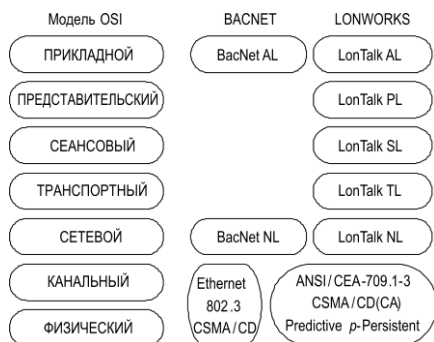 Модель OSI BACNET LONWORKS
ПРИКЛАДНОЙ BacNet AL LonTalk AL
ПРЕДСТАВИТЕЛЬСКИЙ LonTalk PL
СЕАНСОВЫЙ LonTalk SL
ТРАНСПОРТНЫЙ LonTalk TL
СЕТЕВОЙ BacNet NL LonTalk NL
КАНАЛЬНЫЙ
ФИЗИЧЕСКИЙ
Ethernet
802.3
CSMA/CD
ANSI/CEA-709.1-3
CSMA/CD(CA)
Predictive p-Persistent